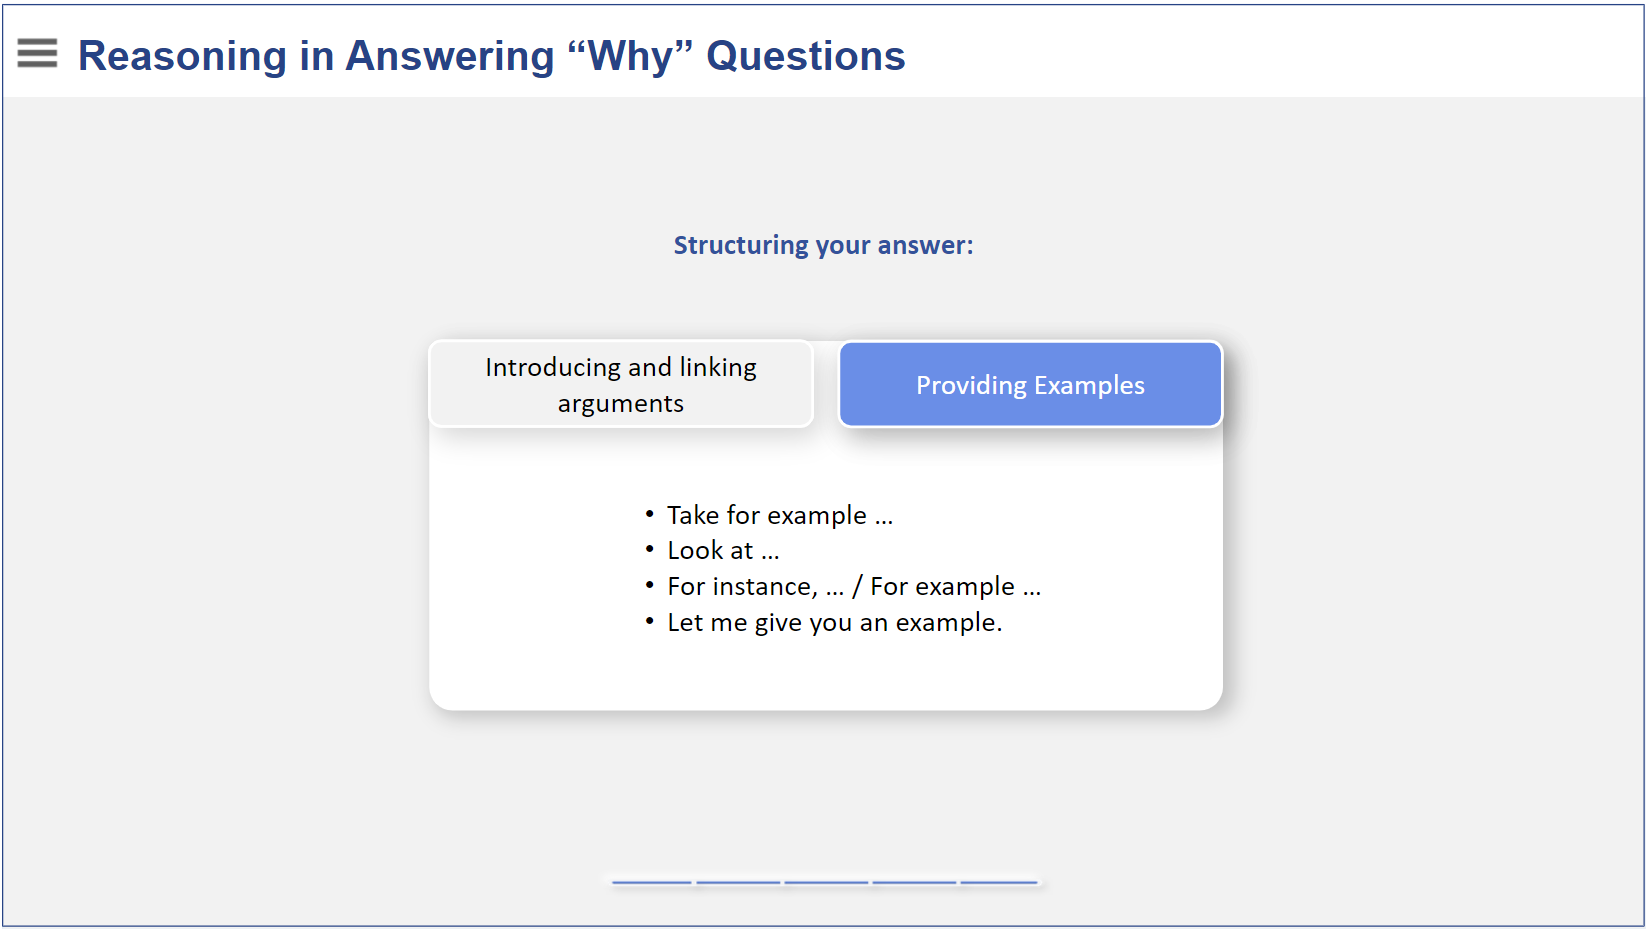 Reasoning in Answering “Why” Questions
Structuring your answer:
Introducing and linking
arguments
Providing Examples
• Take for example ...
• Look at ...
• For instance, ... / For example ...
• Let me give you an example.